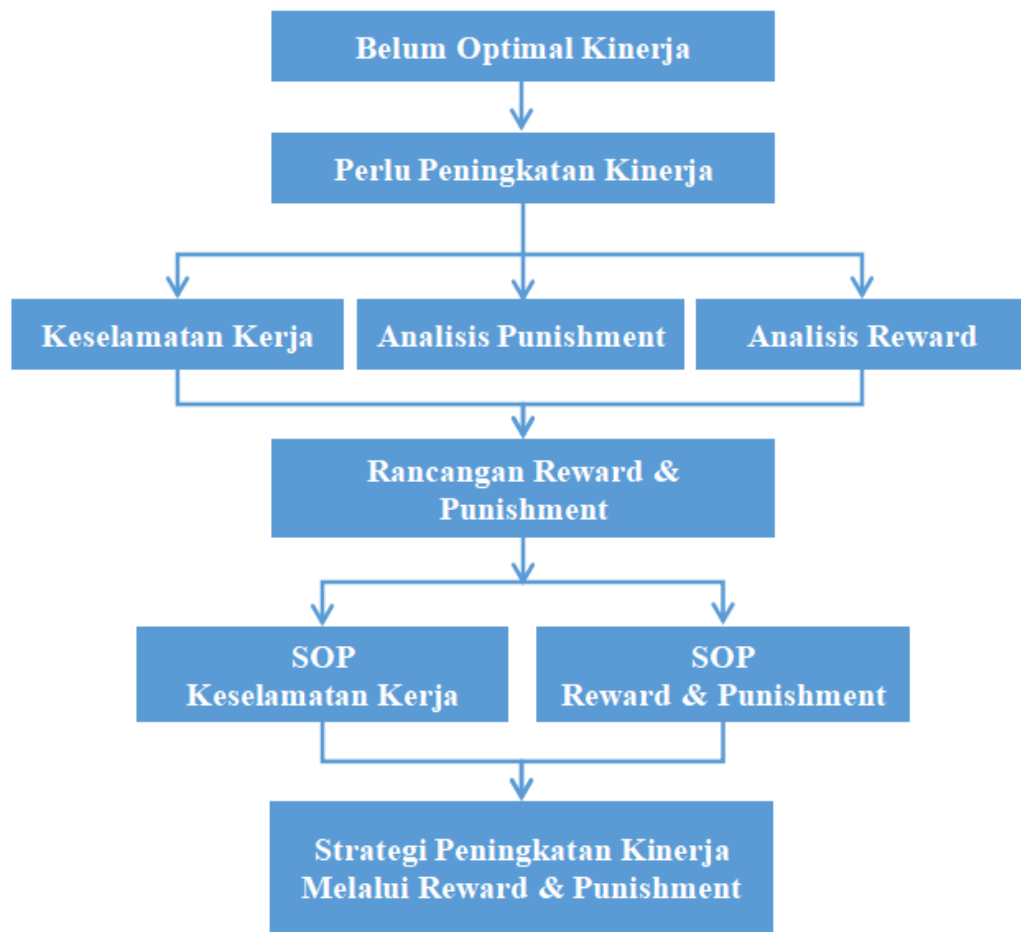 Belum Optimal Kinerja
Perlu Peningkatan Kinerja
Keselamatan Kerja
Analisis Punishment
Analisis Reward
Rancangan Reward &
Punishment
SOP
Keselamatan Kerja
SOP
Reward & Punishment
Strategi Peningkatan Kinerja
Melalui Reward & Punishment